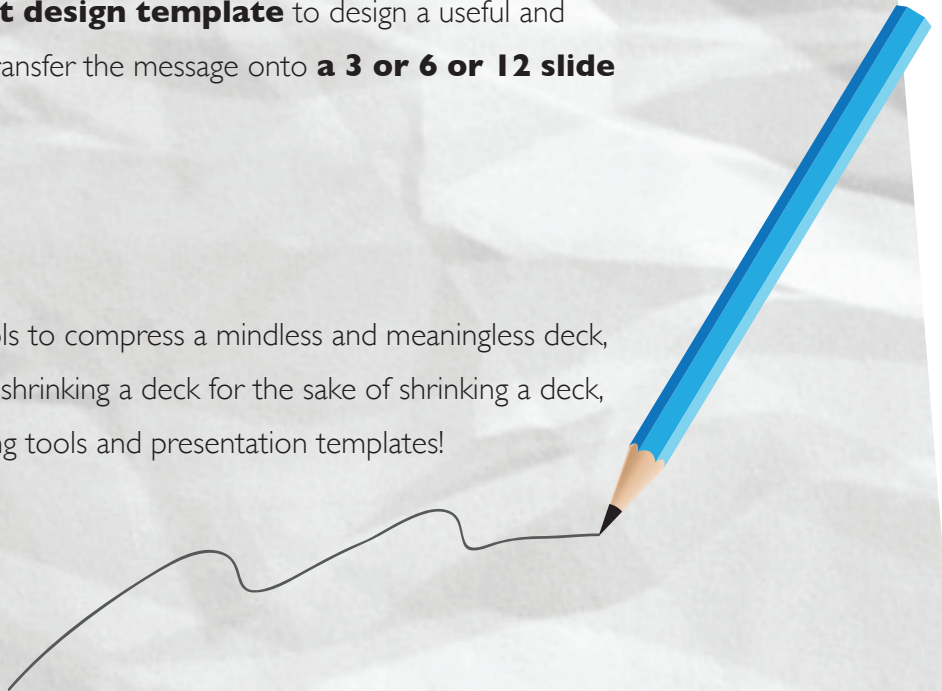 t design template to design a useful and
ransfer the message onto a 3 or 6 or 12 slide
ls to compress a mindless and meaningless deck,
shrinking a deck for the sake of shrinking a deck,
g tools and presentation templates!